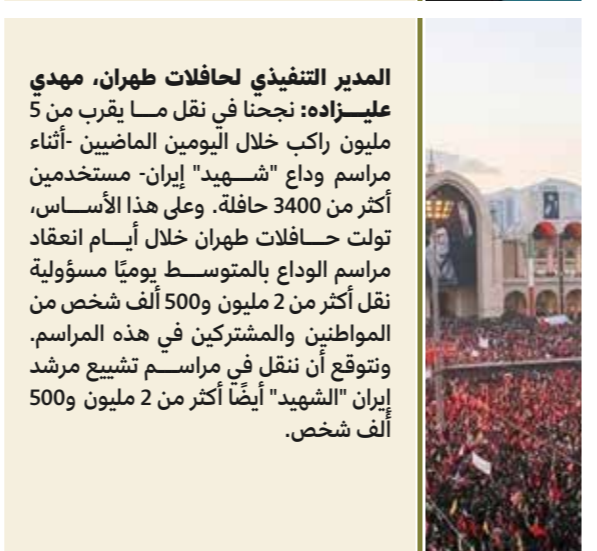 المدير التنفيذي لحافلات طهران، مهدي
عليـــزاده: نجحنا في نقل مـــا يقرب من 5
مليون راكب خلال اليومين الماضيين -أثناء
مراسم وداع "شـــهيد" إيران- مستخدمين
أكثر من 3400 حافلة. وعلى هذا الأســـاس،
تولت حـــافلات طهران خلال أيـــام انعقاد
مراسم الوداع بالمتوســـط يوميًا مسؤولية
نقل أكثر من 2 مليون و500 ألف شخص من
المواطنين والمشتركين في هذه المراسم.
ونتوقع أن ننقل في مراســـم تشييع مرشد
إيران "الشهيد" أيضًا أكثر من 2 مليون و500
ألف شخص.